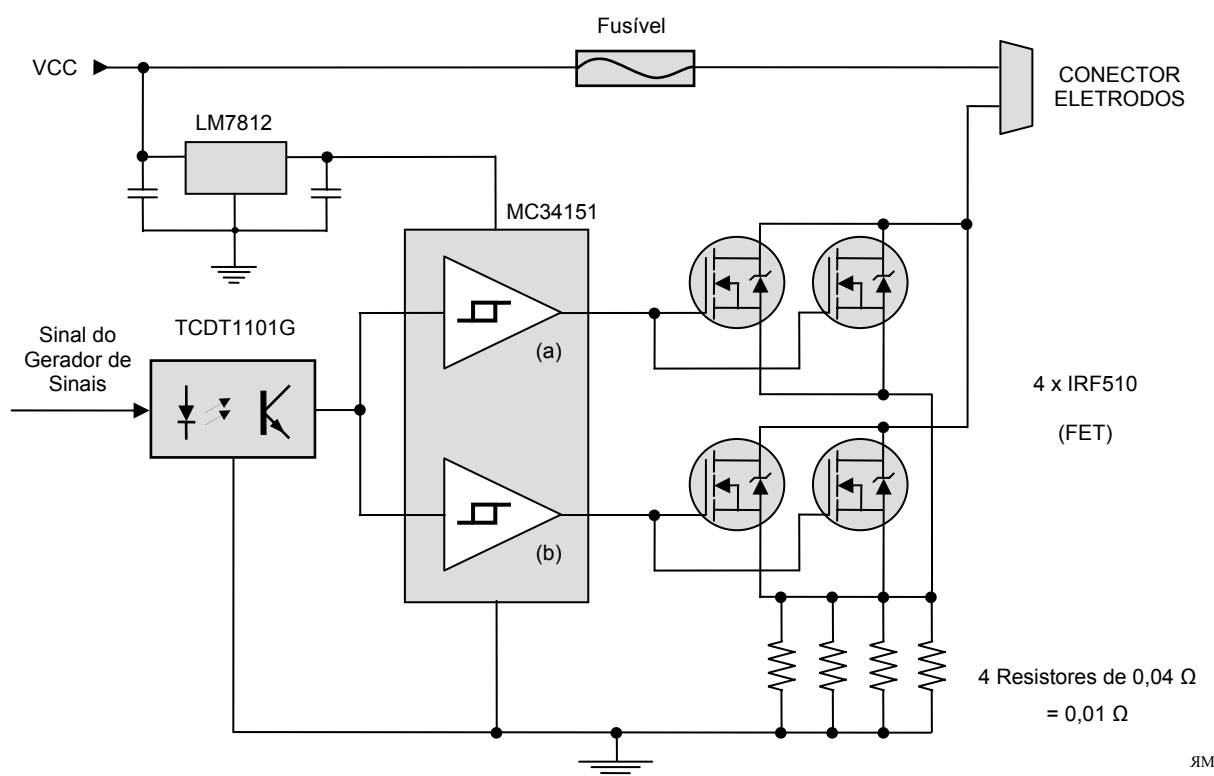 Fusível
VCC
CONECTOR
ELETRODOS
LM7812
MC34151
Sinal do
Gerador de
Sinais
TCDT1101G
(a)
4 x IRF510
(FET)
(b)
4 Resistores de 0,04 Ω
= 0,01 Ω
ЯM